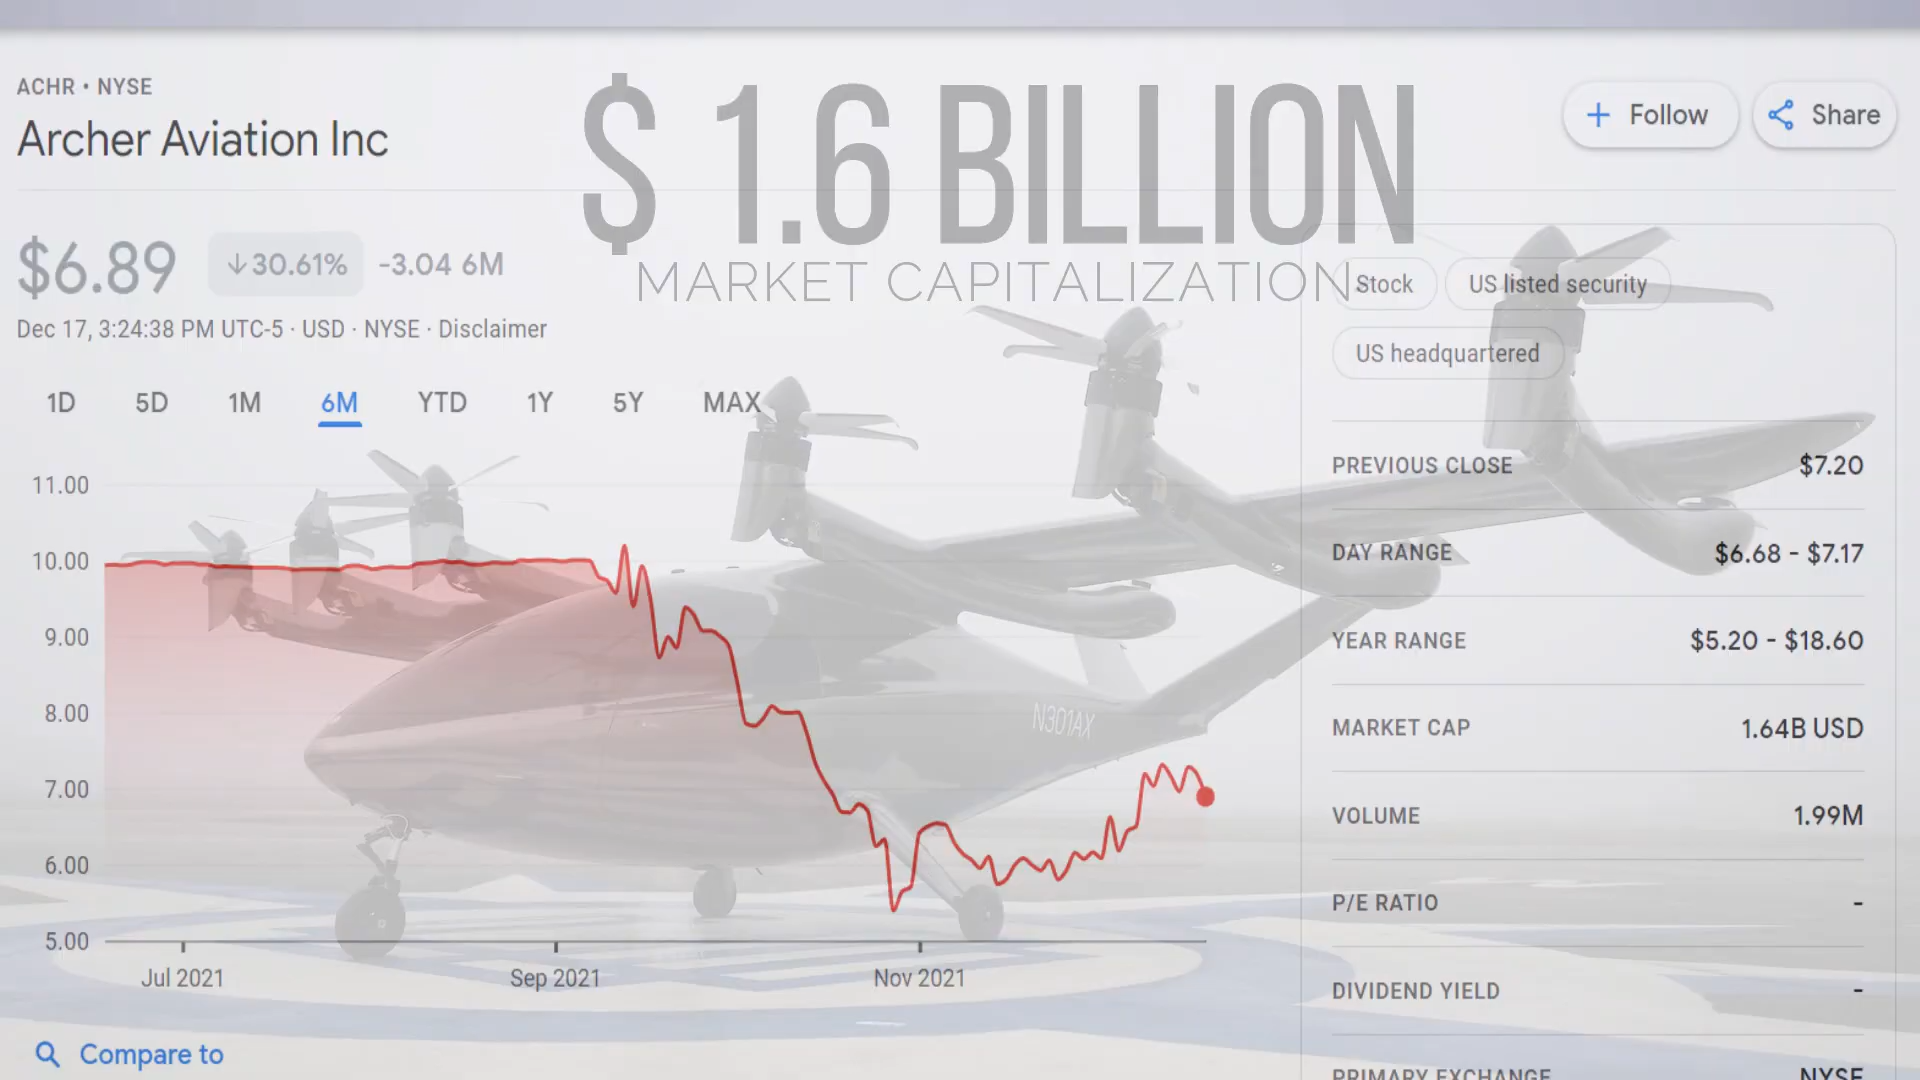 ACHR • NYSE
Archer Aviation Inc
$ 1.6 BILLION
MARKET CAPITALIZATION
+ Follow
Share
$6.89
↓30.61%
-3.04 6M
Dec 17, 3:24:38 PM UTC-5 · USD · NYSE · Disclaimer
1D 5D 1M 6M YTD 1Y 5Y MAX
11.00
10.00
9.00
8.00
7.00
6.00
5.00
Jul 2021 Sep 2021 Nov 2021
Compare to
N301AX
Stock
US listed security
US headquartered
PREVIOUS CLOSE $7.20
DAY RANGE $6.68 - $7.17
YEAR RANGE $5.20 - $18.60
MARKET CAP 1.64B USD
VOLUME 1.99M
P/E RATIO -
DIVIDEND YIELD -
PRIMARY EXCHANGE NYSE